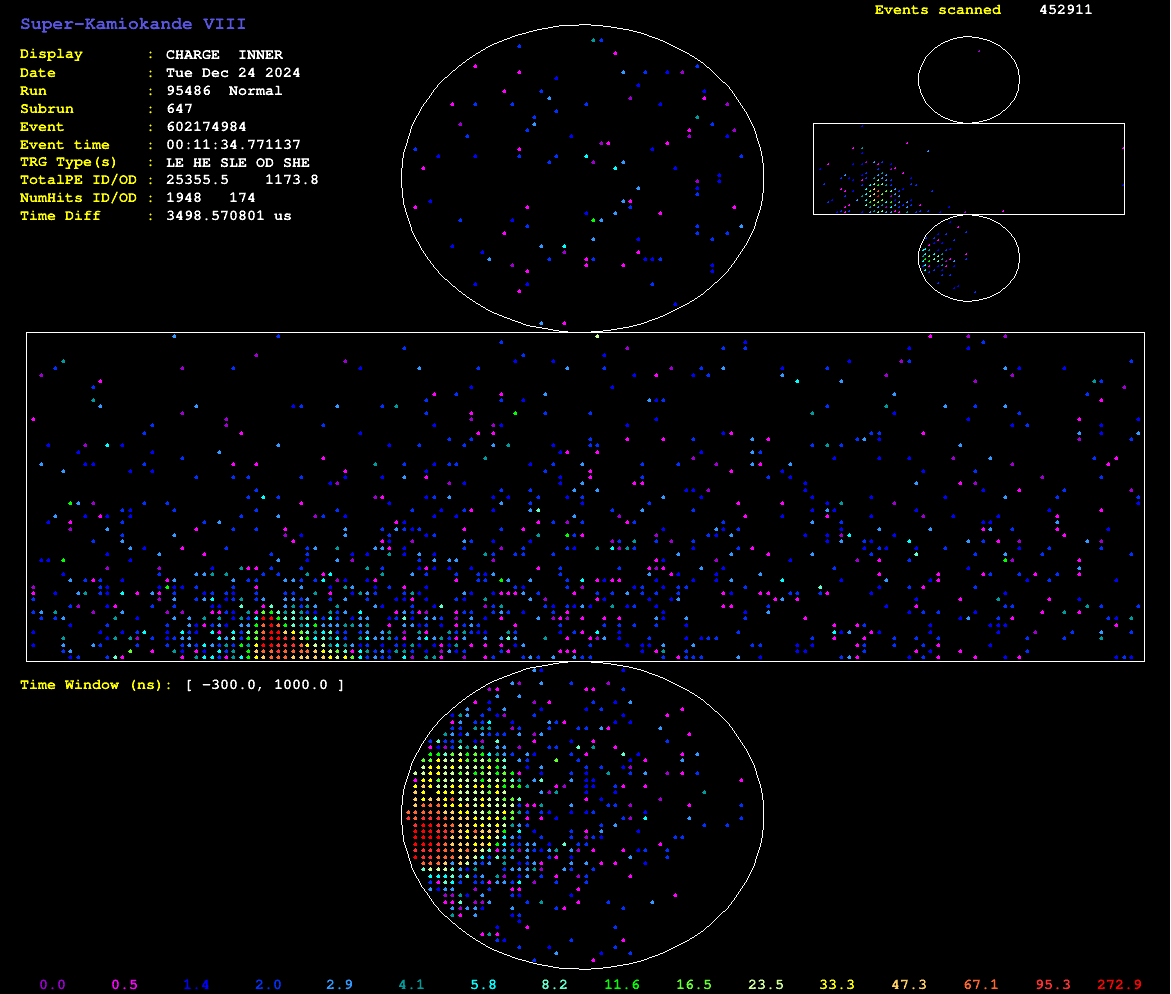 Super-Kamiokande VIII
Events scanned 452911
Display : CHARGE INNER
Date : Tue Dec 24 2024
Run : 95486 Normal
Subrun : 647
Event : 602174984
Event time : 00:11:34.771137
TRG Type(s) : LE HE SLE OD SHE
TotalPE ID/OD : 25355.5 1173.8
NumHits ID/OD : 1948 174
Time Diff : 3498.570801 us
Time Window (ns): [ −300.0, 1000.0 ]
0.0 0.5 1.4 2.0 2.9 4.1 5.8 8.2 11.6 16.5 23.5 33.3 47.3 67.1 95.3 272.9